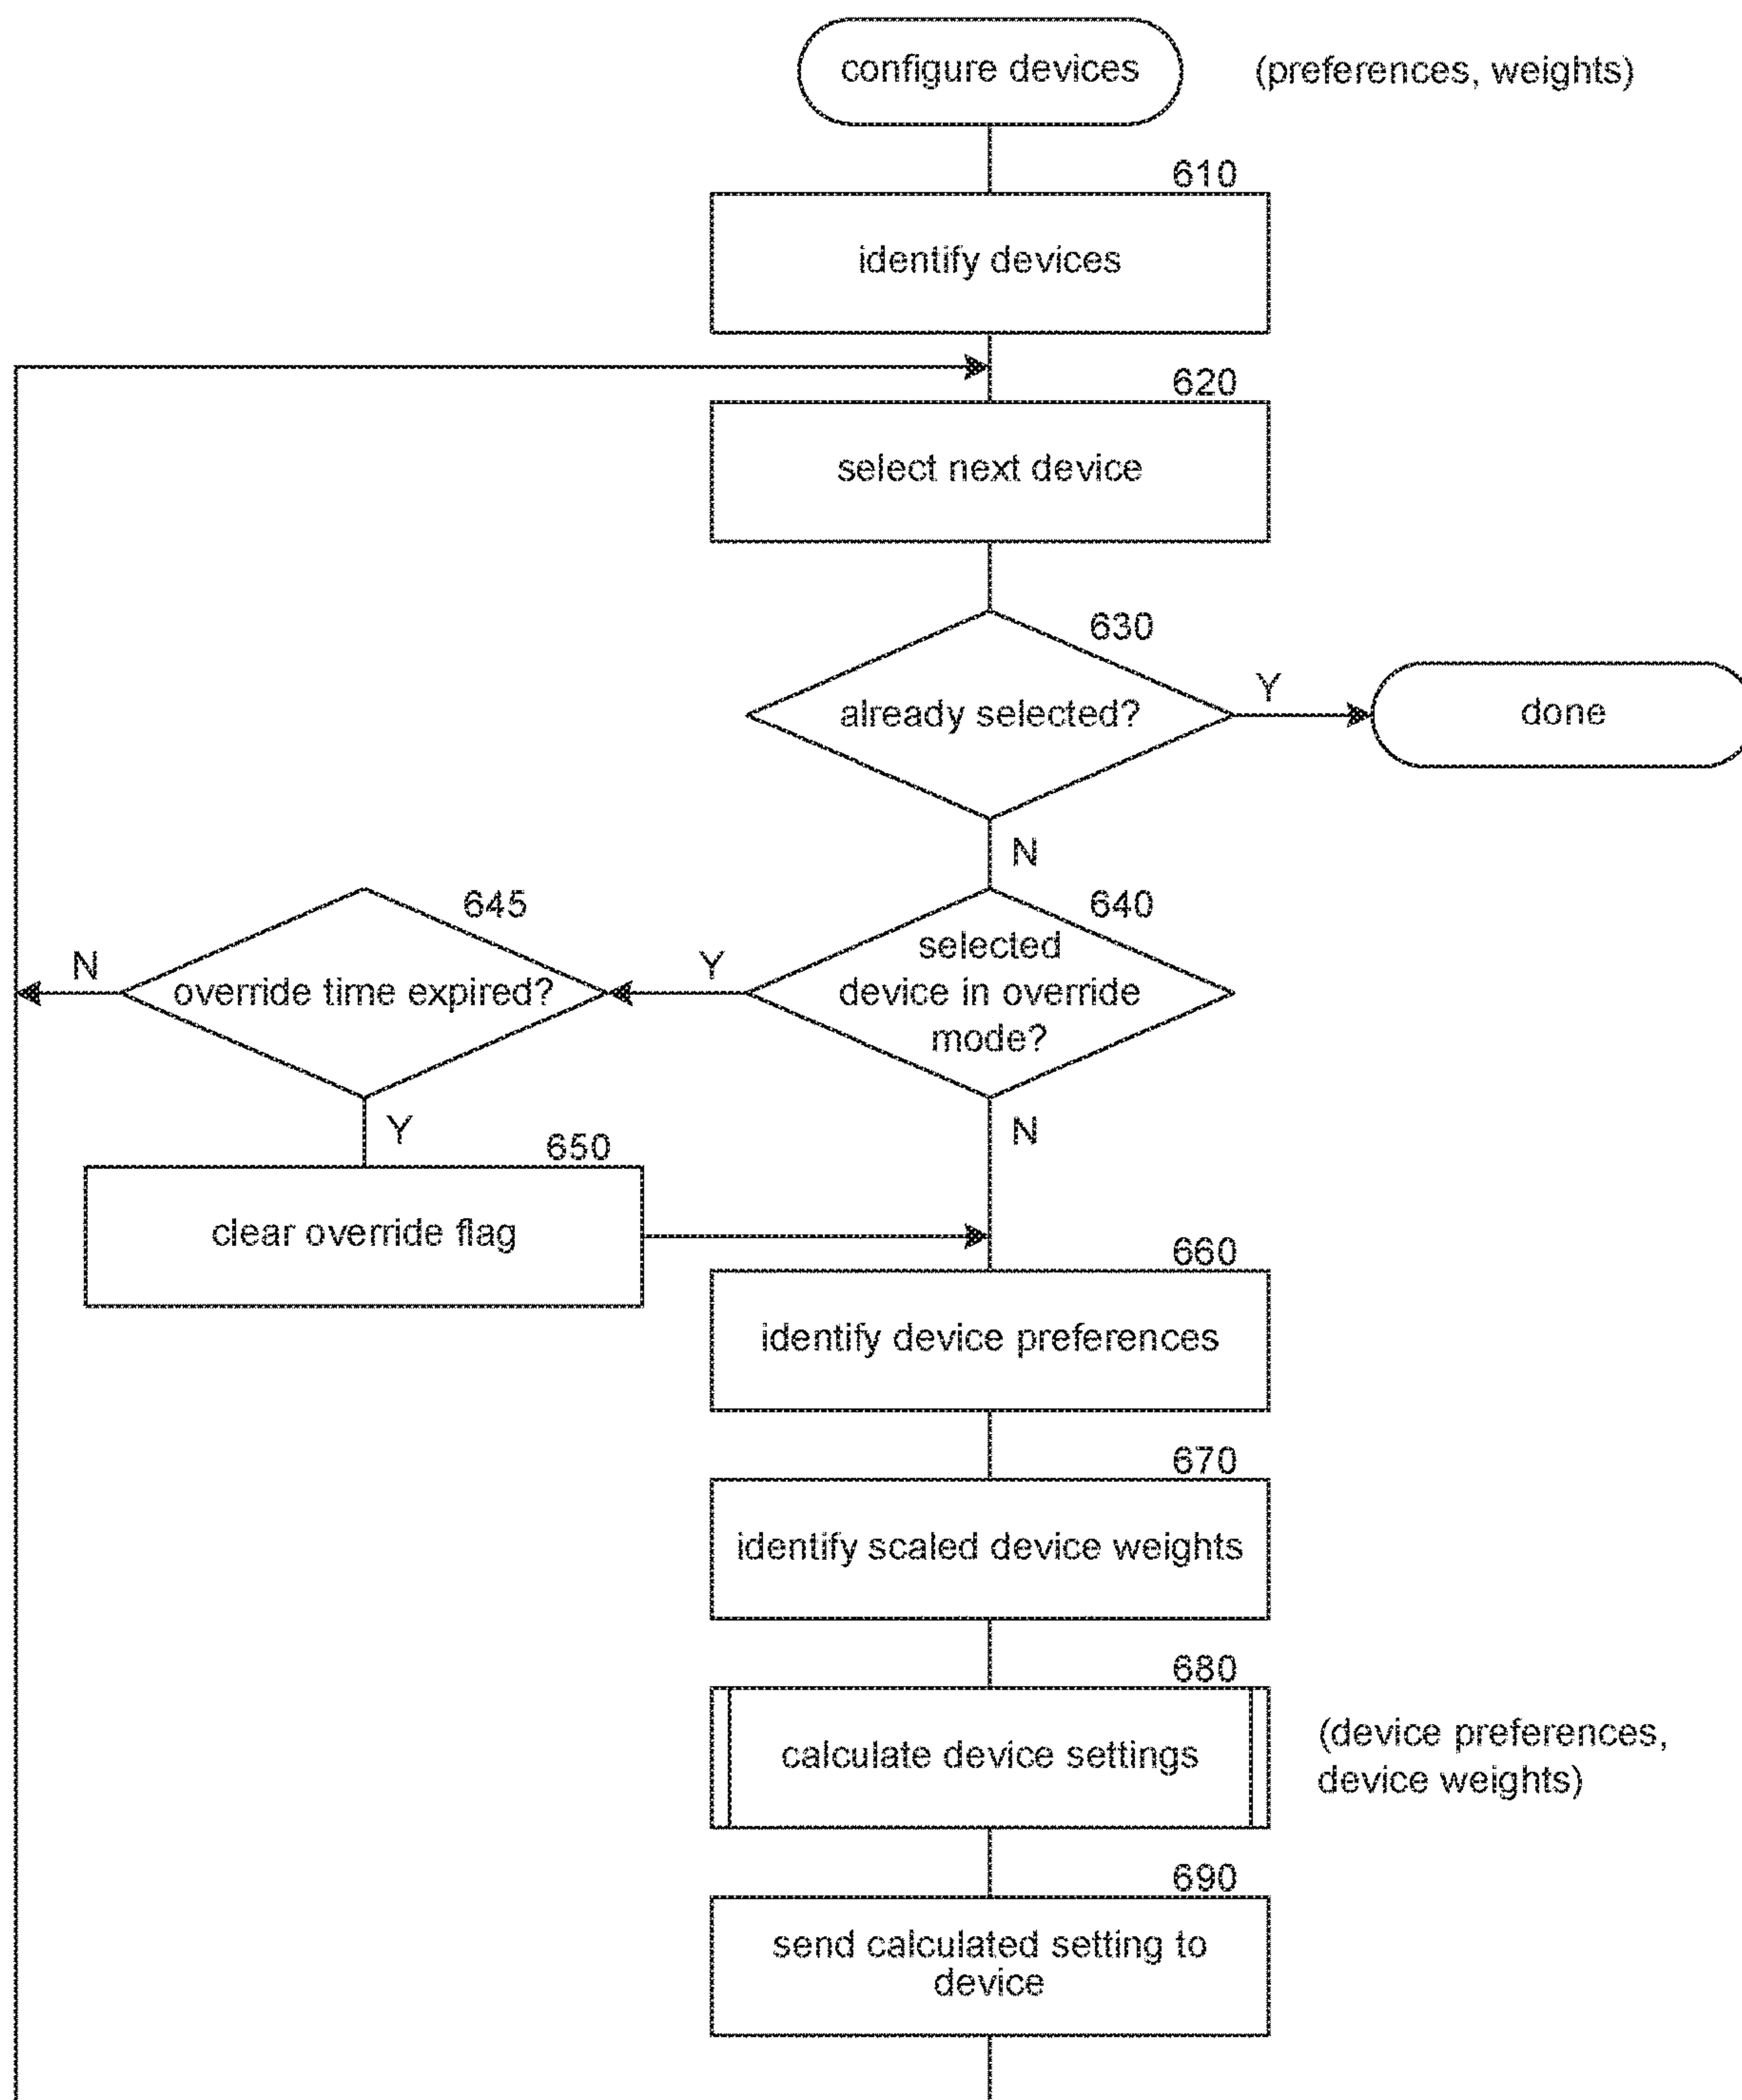 configure devices
(preferences, weights)
610
identify devices
620
select next device
630
already selected?
Y
done
N
645
640
N
override time expired?
Y
selected
device in override
mode?
Y
N
650
clear override flag
660
identify device preferences
670
identify scaled device weights
680
calculate device settings
(device preferences,
device weights)
690
send calculated setting to
device